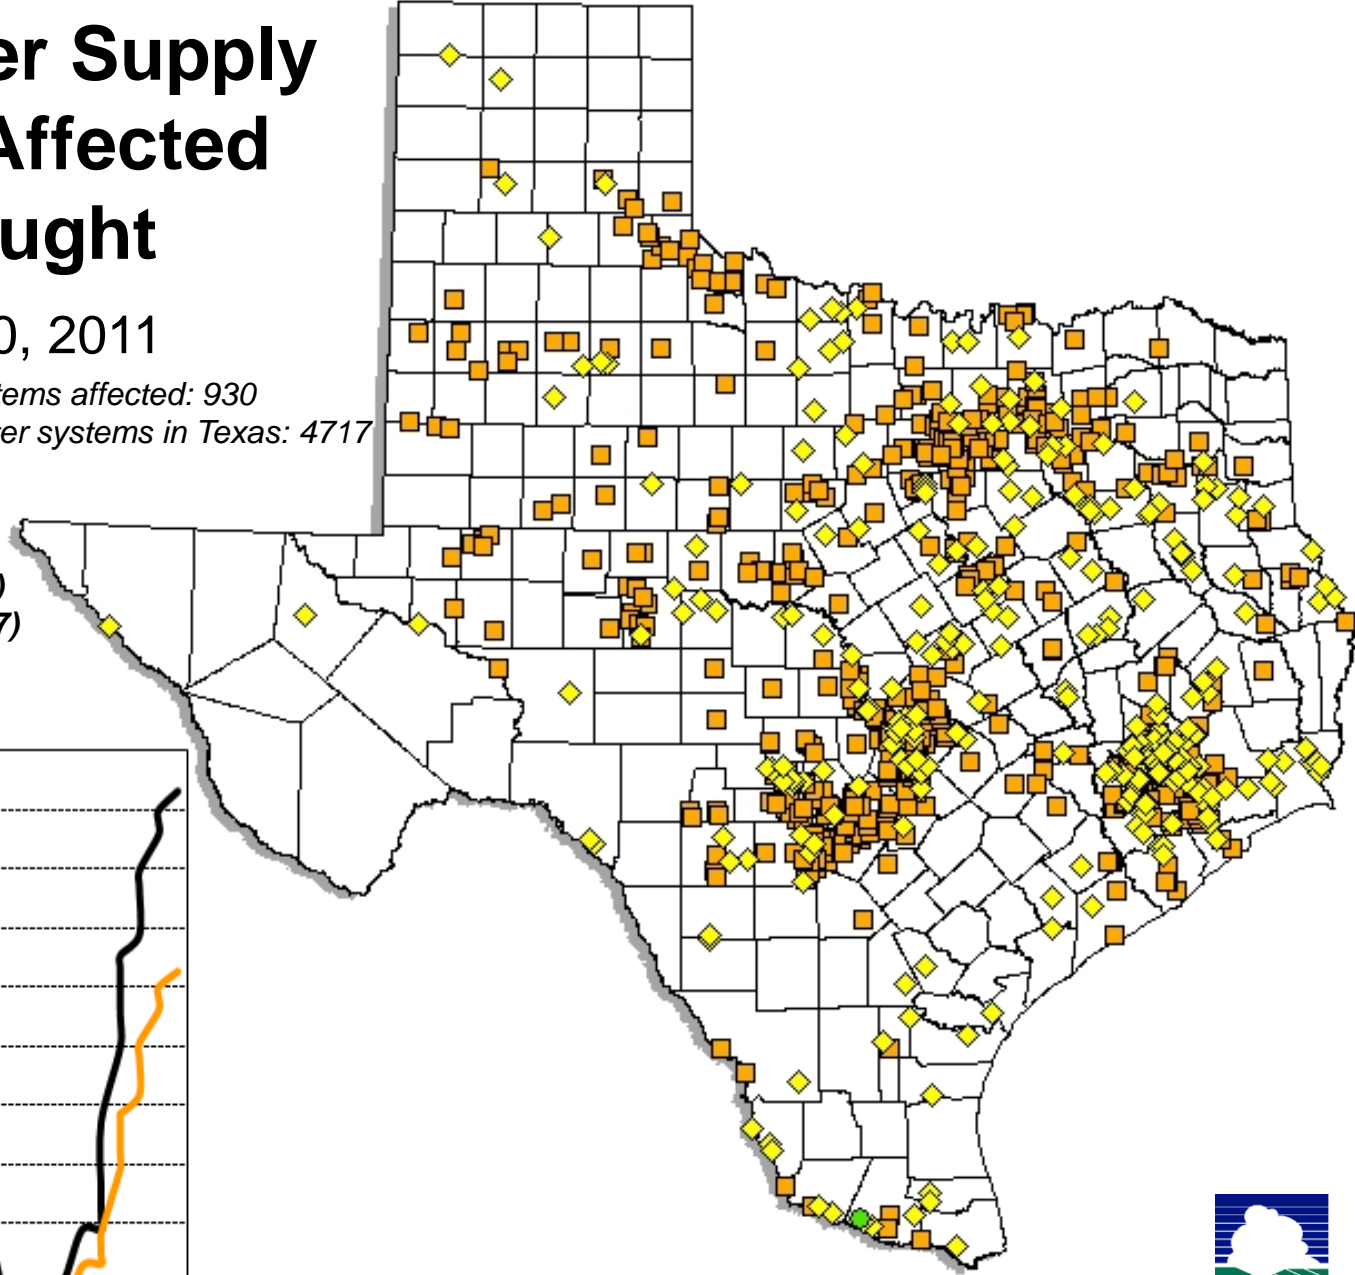 er Supply
Affected
ught
0, 2011
tems affected: 930
er systems in Texas: 4717
)
7)